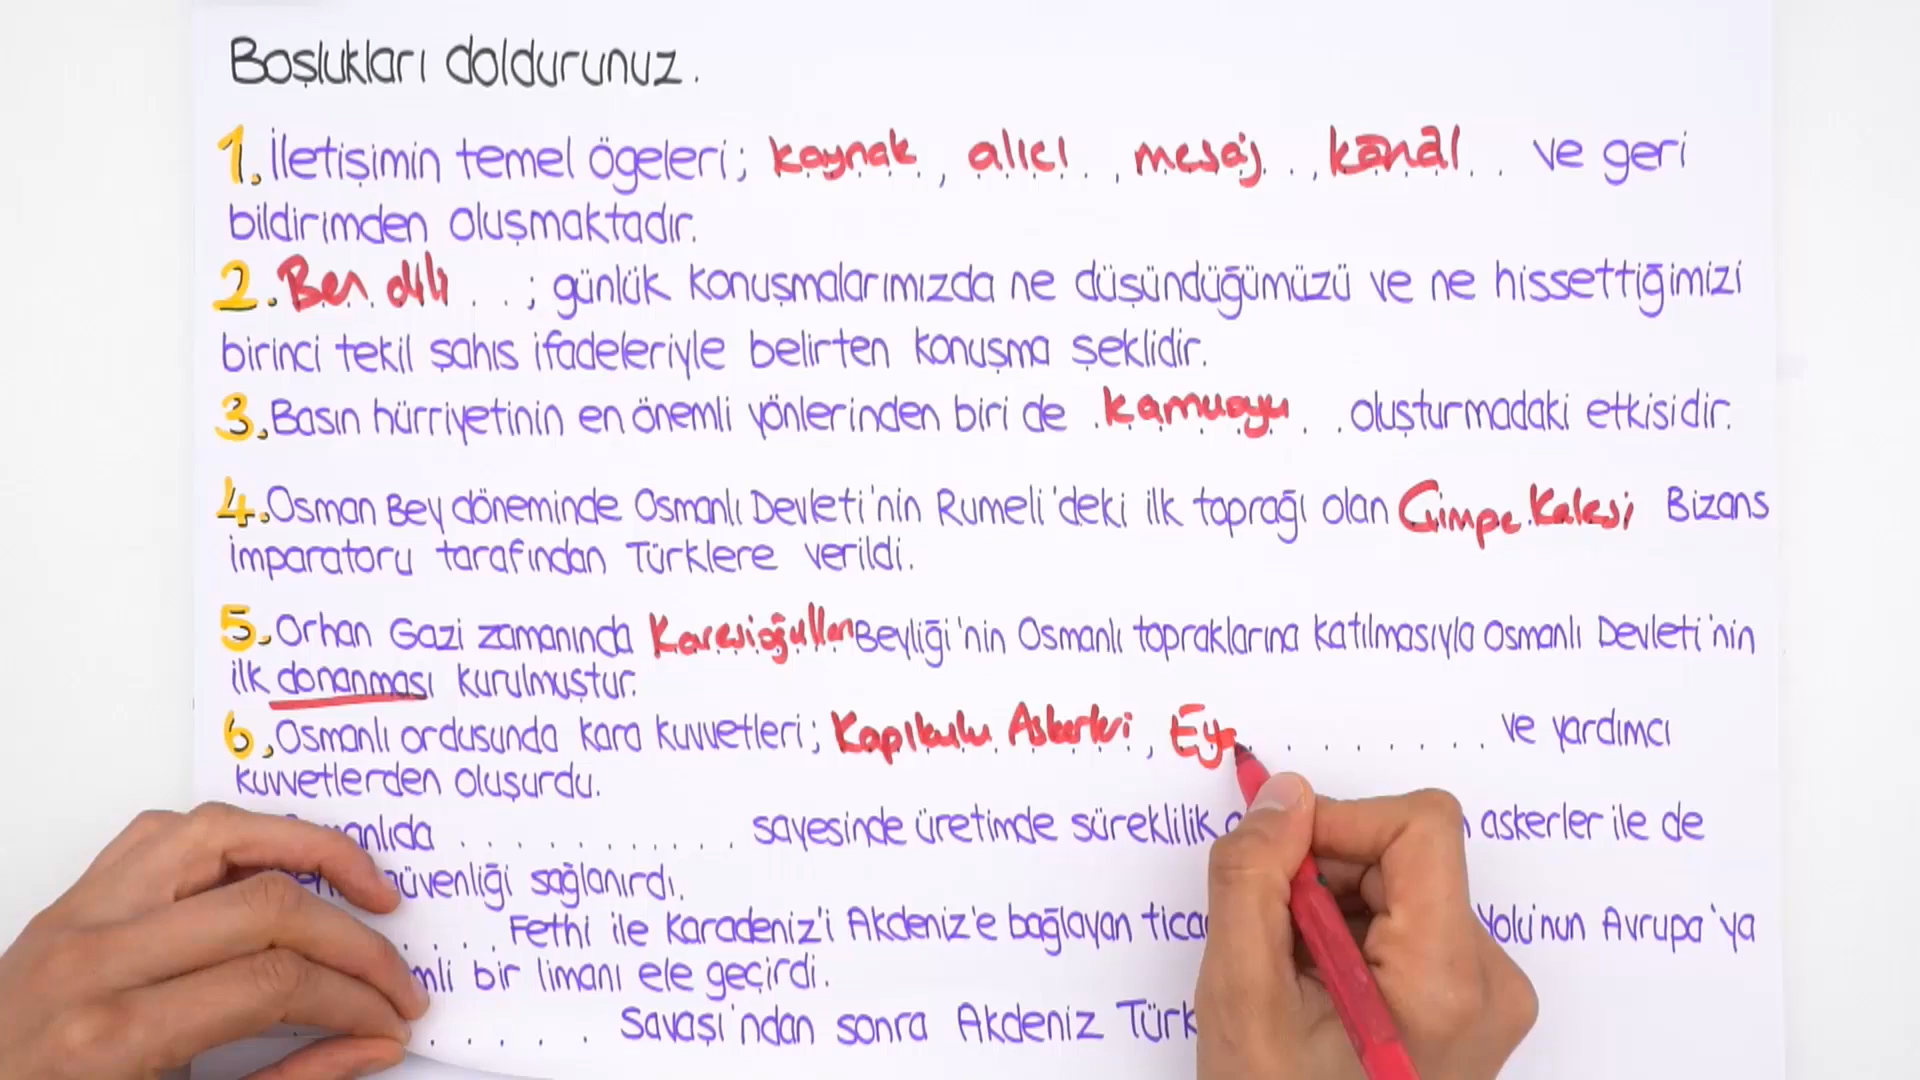 Boşlukları doldurunuz.
1. İletişimin temel ögeleri; kaynak, alıcı, mesaj, kanal ve geri
bildirimden oluşmaktadır.
2. Ben dili ; günlük konuşmalarımızda ne düşündüğümüzü ve ne hissettiğimizi
birinci tekil şahıs ifadeleriyle belirten konuşma şeklidir.
3. Basın hürriyetinin en önemli yönlerinden biri de kamuoyu oluşturmadaki etkisidir.
4. Osman Bey döneminde Osmanlı Devleti'nin Rumeli'deki ilk toprağı olan Çimpe Kalesi Bizans
İmparatoru tarafından Türklere verildi.
5. Orhan Gazi zamanında Karesioğulları Beyliği'nin Osmanlı topraklarına katılmasıyla Osmanlı Devleti'nin
ilk donanması kurulmuştur.
6. Osmanlı ordusunda kara kuvvetleri; Kapıkulu Askerleri, Eya . . . . . . . ve yardımcı
kuvvetlerden oluşurdu.
. . . . . . . . . . . sayesinde üretimde süreklilik askerler ile de
güvenliği sağlanırdı.
. . . . Fethi ile Karadeniz'i Akdeniz'e bağlayan Yolu'nun Avrupa'ya
bir limanı ele geçirdi.
. . . . . Savaşı'ndan sonra Akdeniz Türk